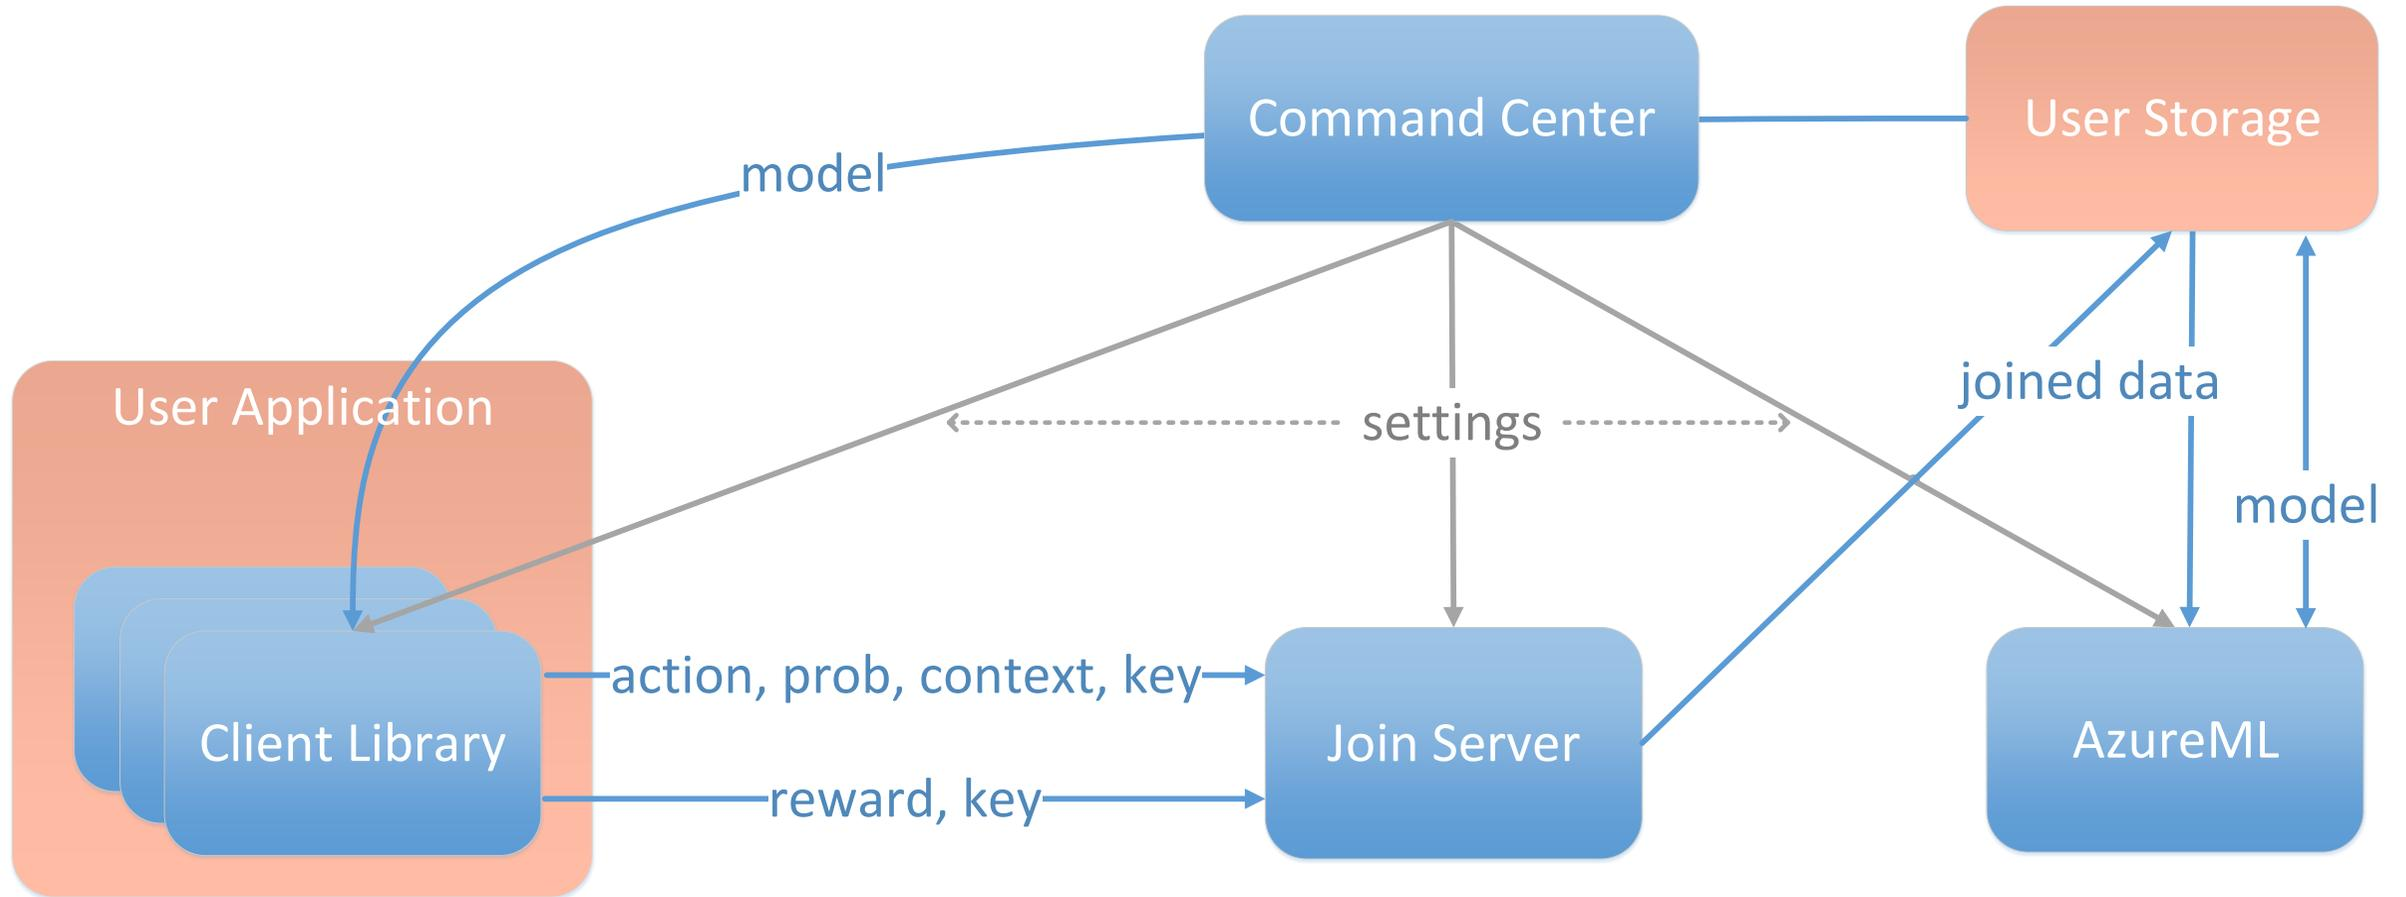 Command Center
User Storage
model
User Application
joined data
settings
model
action, prob, context, key
Client Library
Join Server
AzureML
reward, key